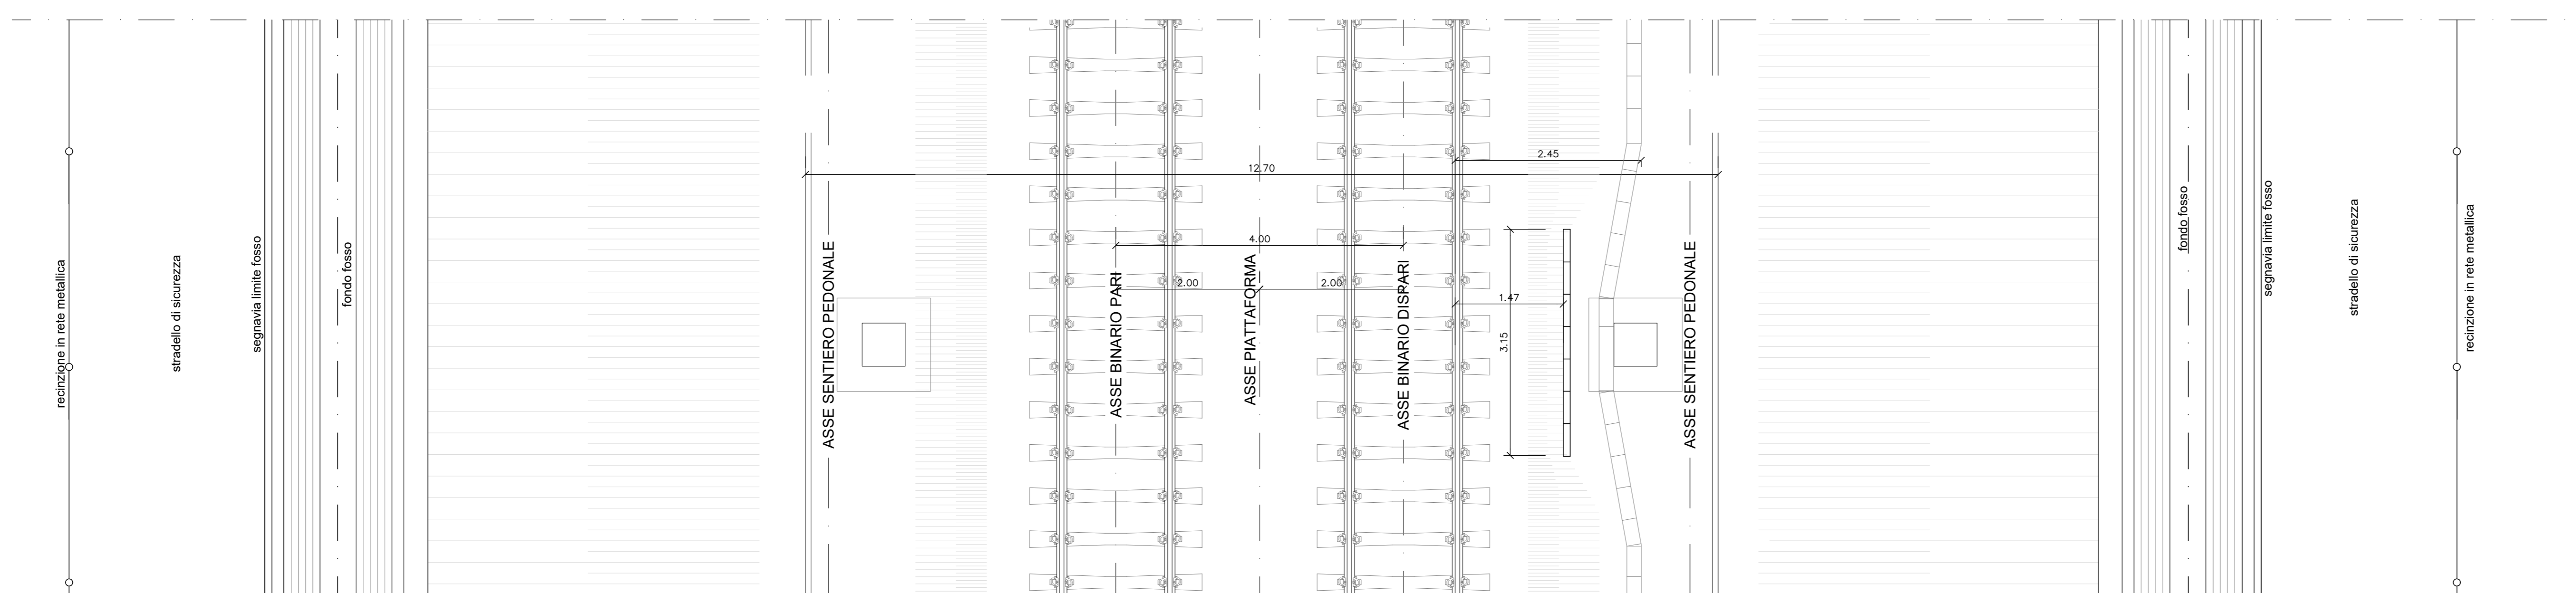 recinzione in rete metallica
stradello di sicurezza
segnavia limite fosso
fondo fosso
ASSE SENTIERO PEDONALE
ASSE BINARIO PARI
ASSE PIATTAFORMA
ASSE BINARIO DISPARI
ASSE SENTIERO PEDONALE
fondo fosso
segnavia limite fosso
stradello di sicurezza
recinzione in rete metallica
12.70
2.45
4.00
2.00
2.00
1.47
3.15